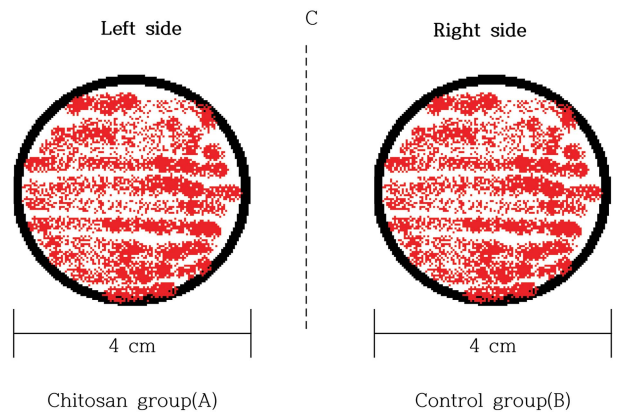 C
Left side
Right side
4 cm
4 cm
Chitosan group(A)
Control group(B)